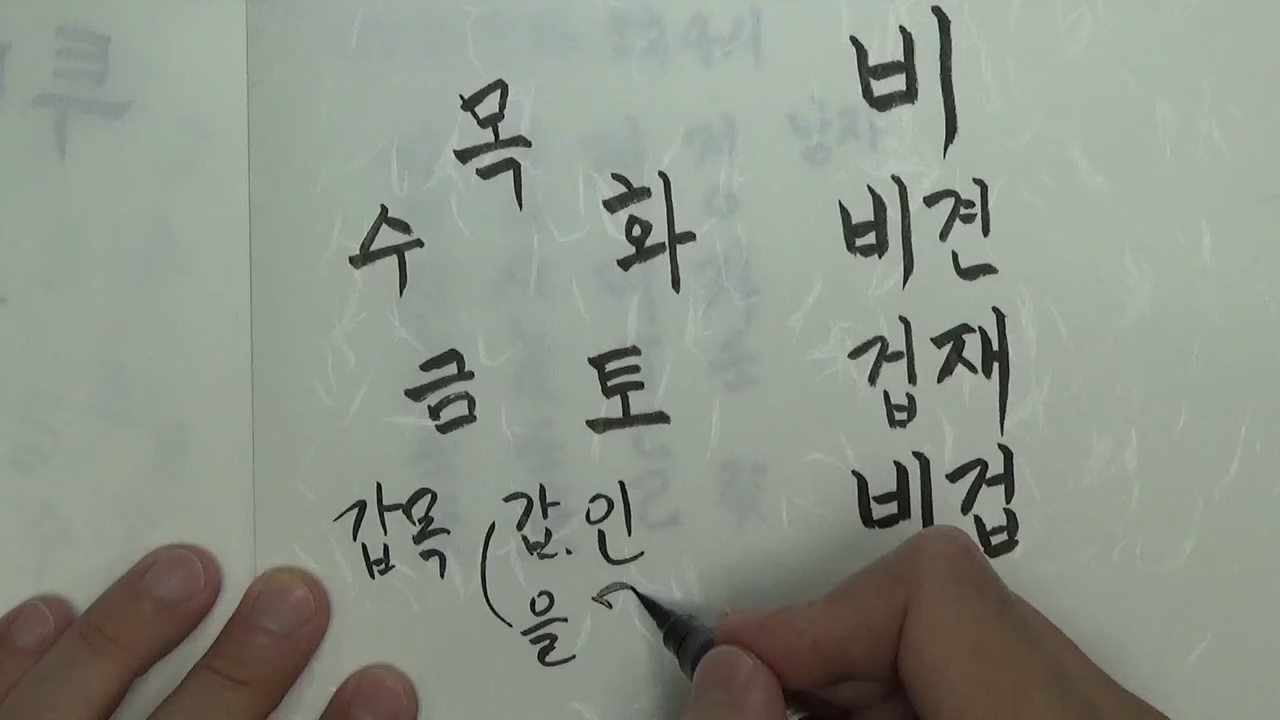 목
수 화
금 토
갑목 (갑.인
을
비
비견
겁재
비겁